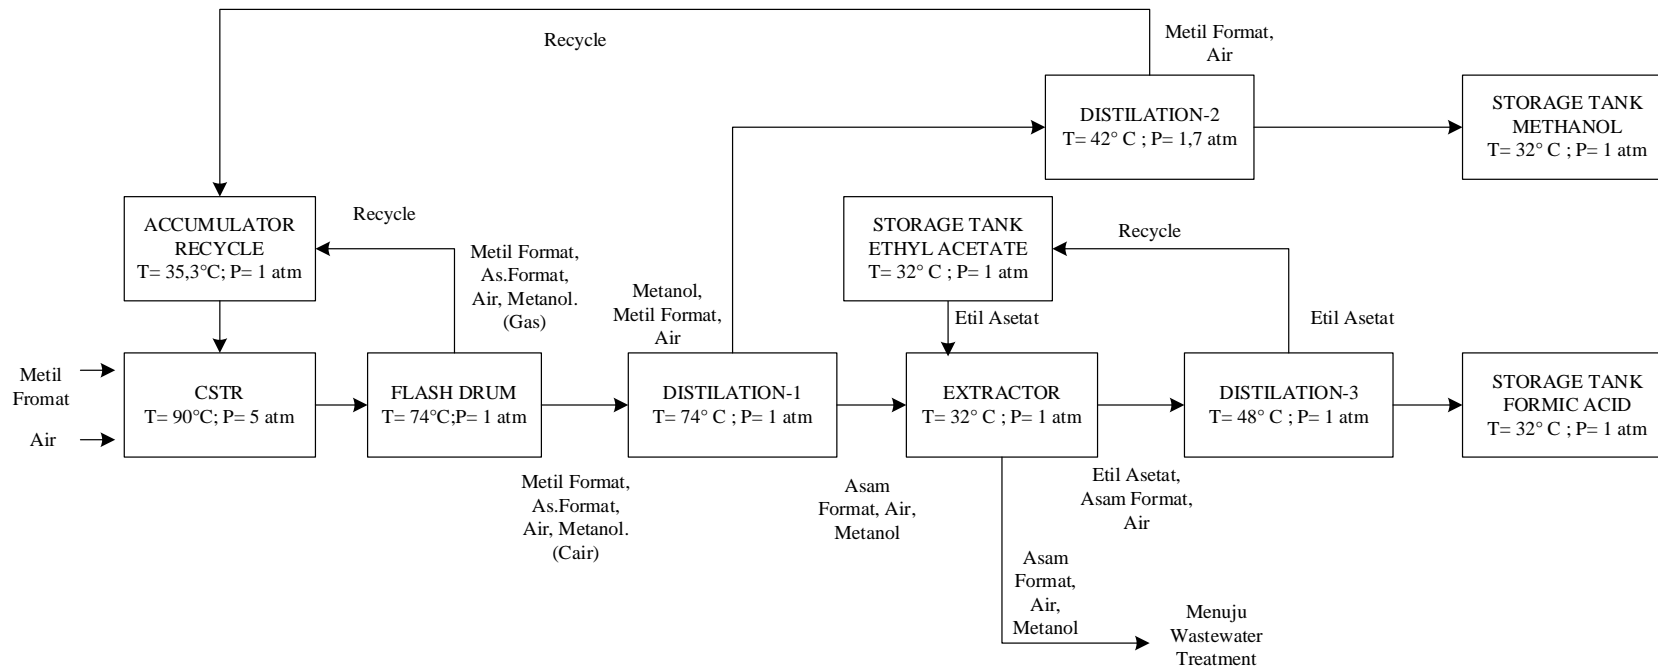 Recycle
Metil Format,
Air
DISTILATION-2
T= 42° C ; P= 1,7 atm
STORAGE TANK
METHANOL
T= 32° C ; P= 1 atm
ACCUMULATOR
RECYCLE
T= 35,3°C; P= 1 atm
Recycle
Metil Format,
As.Format,
Air, Metanol.
(Gas)
Metanol,
Metil Format,
Air
STORAGE TANK
ETHYL ACETATE
T= 32° C ; P= 1 atm
Recycle
Etil Asetat
Etil Asetat
Metil
Fromat
Air
CSTR
T= 90°C; P= 5 atm
FLASH DRUM
T= 74°C;P= 1 atm
DISTILATION-1
T= 74° C ; P= 1 atm
EXTRACTOR
T= 32° C ; P= 1 atm
DISTILATION-3
T= 48° C ; P= 1 atm
STORAGE TANK
FORMIC ACID
T= 32° C ; P= 1 atm
Metil Format,
As.Format,
Air, Metanol.
(Cair)
Asam
Format, Air,
Metanol
Etil Asetat,
Asam Format,
Air
Asam
Format,
Air,
Metanol
Menuju
Wastewater
Treatment